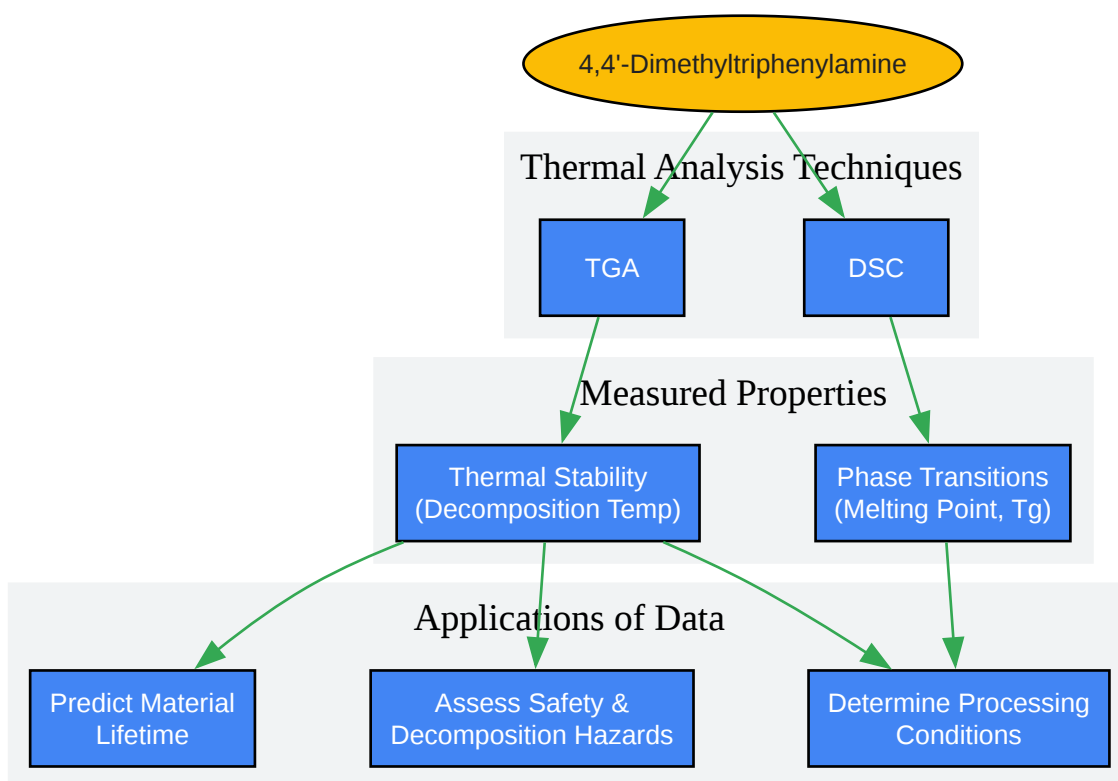 4,4'-Dimethyltriphenylamine
Thermal Analysis Techniques
TGA
DSC
Measured Properties
Thermal Stability
(Decomposition Temp)
Phase Transitions
(Melting Point, Tg)
Applications of Data
Predict Material
Lifetime
Assess Safety &
Decomposition Hazards
Determine Processing
Conditions